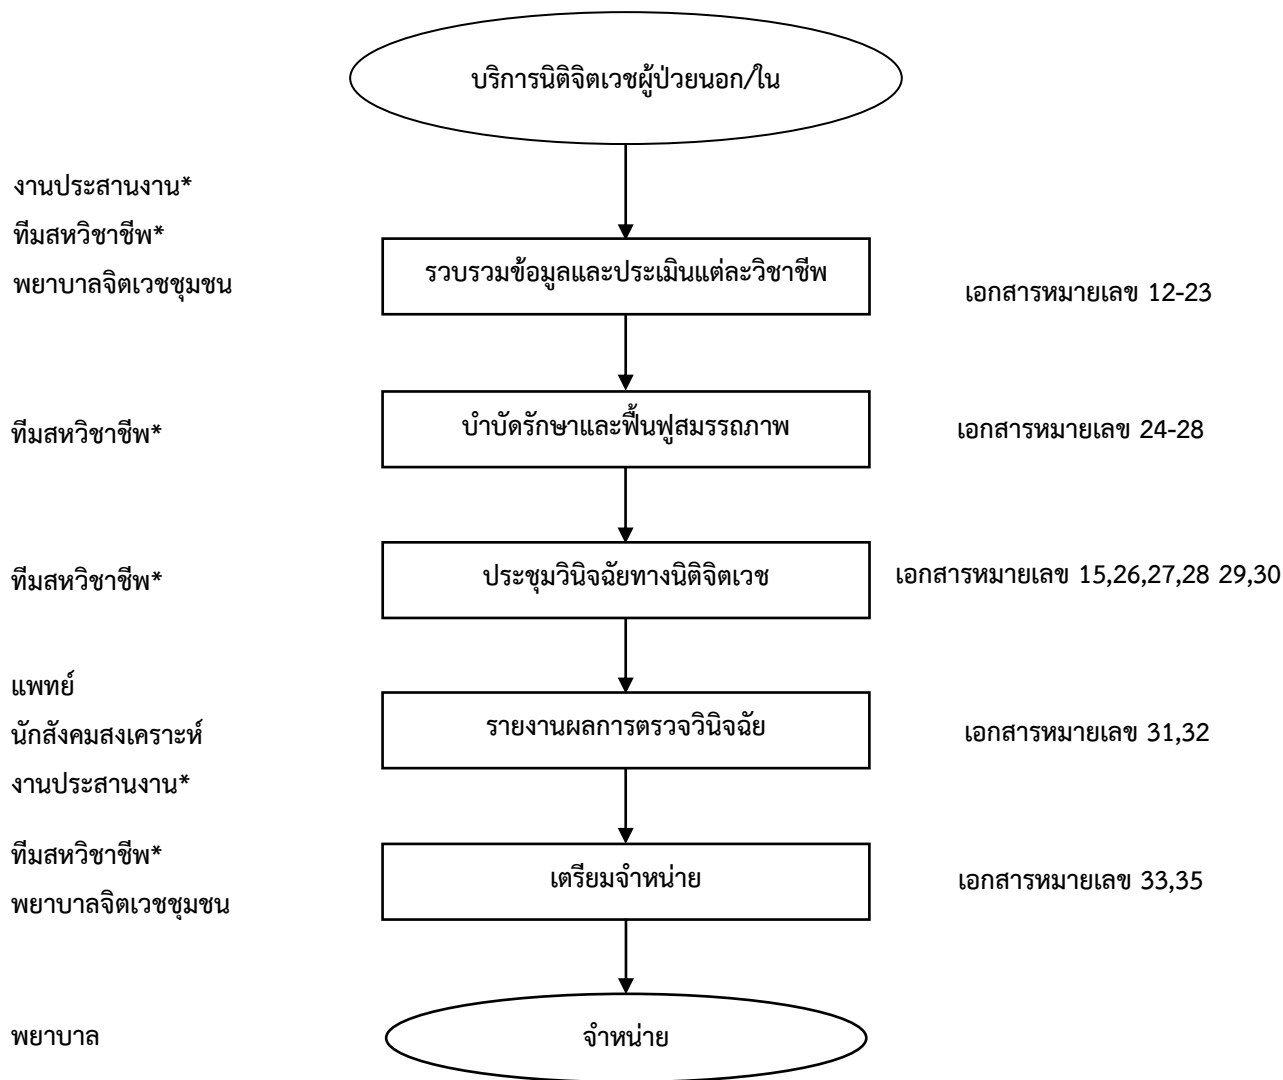 บริการนิติจิตเวชผู้ป่วยนอก/ใน
งานประสานงาน*
ทีมสหวิชาชีพ*
พยาบาลจิตเวชชุมชน
รวบรวมข้อมูลและประเมินแต่ละวิชาชีพ
เอกสารหมายเลข 12-23
ทีมสหวิชาชีพ*
บำบัดรักษาและฟื้นฟูสมรรถภาพ
เอกสารหมายเลข 24-28
ทีมสหวิชาชีพ*
ประชุมวินิจฉัยทางนิติจิตเวช
เอกสารหมายเลข 15,26,27,28 29,30
แพทย์
นักสังคมสงเคราะห์
งานประสานงาน*
รายงานผลการตรวจวินิจฉัย
เอกสารหมายเลข 31,32
ทีมสหวิชาชีพ*
พยาบาลจิตเวชชุมชน
เตรียมจำหน่าย
เอกสารหมายเลข 33,35
พยาบาล
จำหน่าย